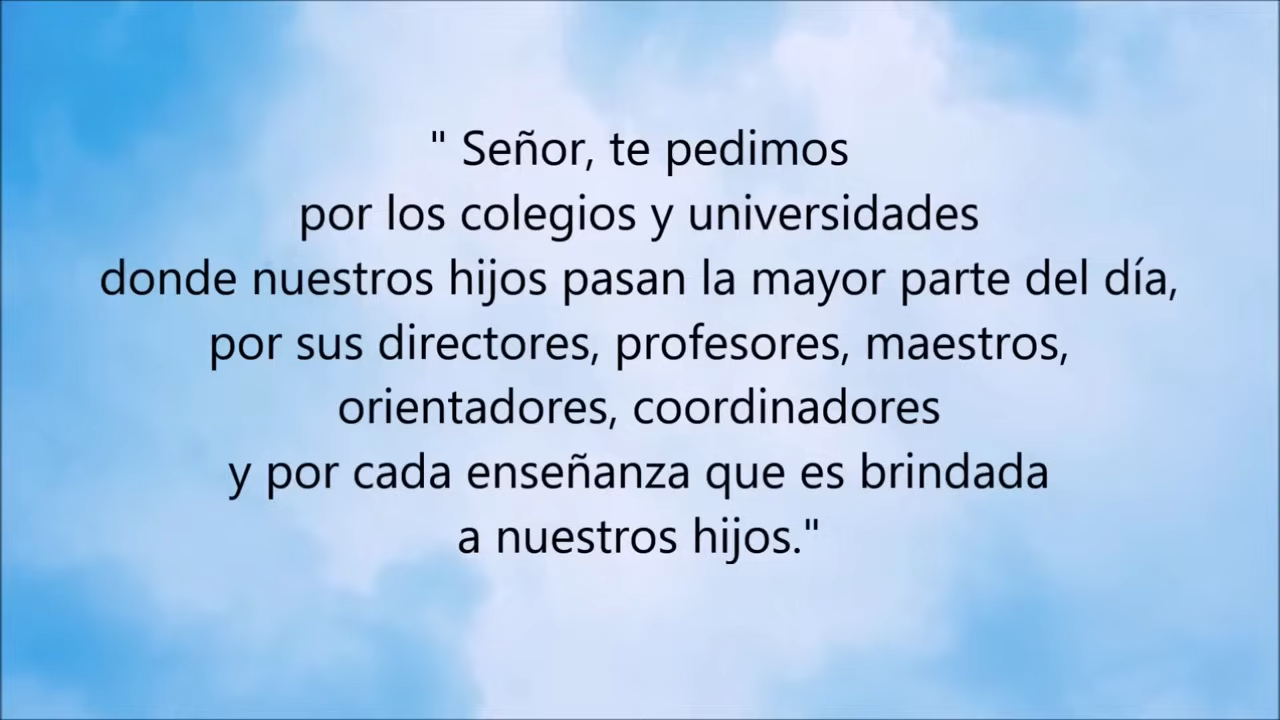 " Señor, te pedimos
por los colegios y universidades
donde nuestros hijos pasan la mayor parte del día,
por sus directores, profesores, maestros,
orientadores, coordinadores
y por cada enseñanza que es brindada
a nuestros hijos."